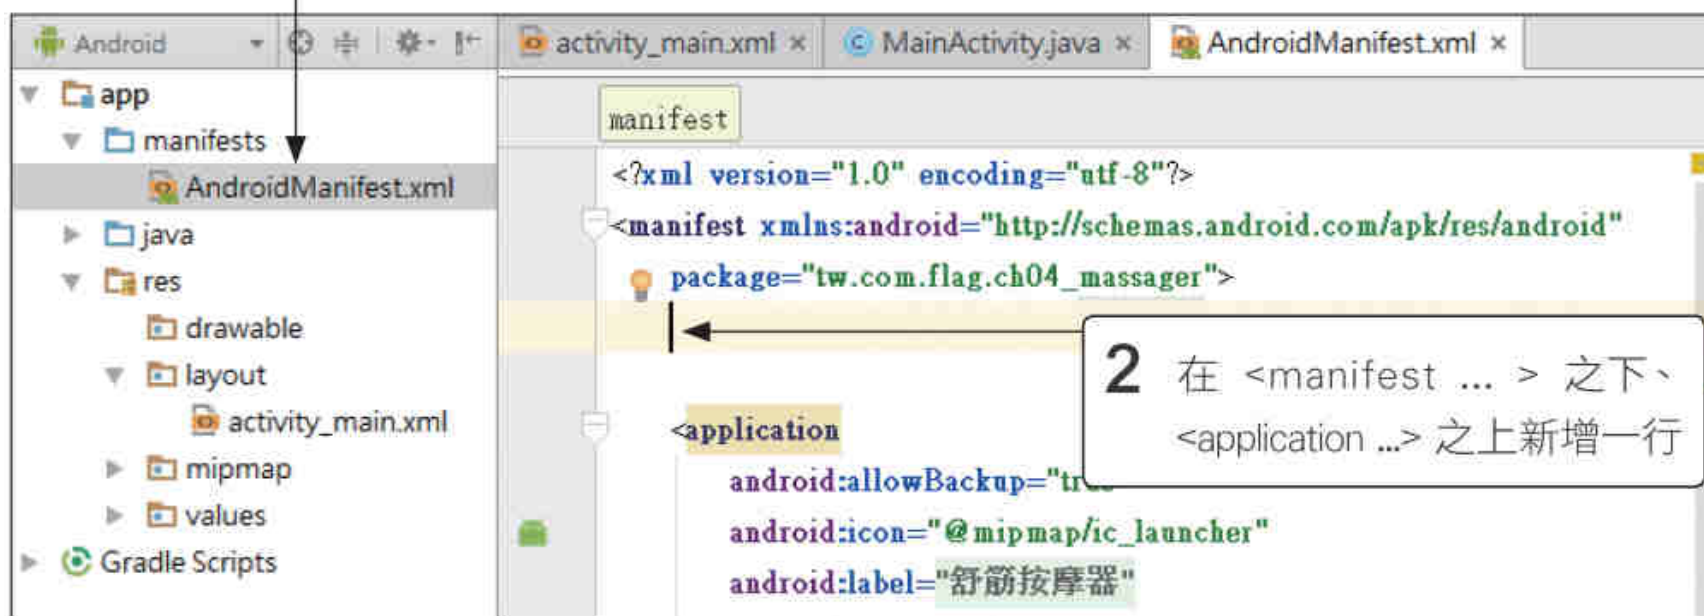 Android
activity_main.xml
MainActivity.java
AndroidManifest.xml
app
manifests
AndroidManifest.xml
java
res
drawable
layout
activity_main.xml
mipmap
values
Gradle Scripts
manifest
<?xml version="1.0" encoding="utf-8"?>
<manifest xmlns:android="http://schemas.android.com/apk/res/android"
package="tw.com.flag.ch04_massager">
2 在 <manifest ... > 之下、
<application ...> 之上新增一行
<application
android:allowBackup="true
android:icon="@mipmap/ic_launcher"
android:label="舒筋按摩器"